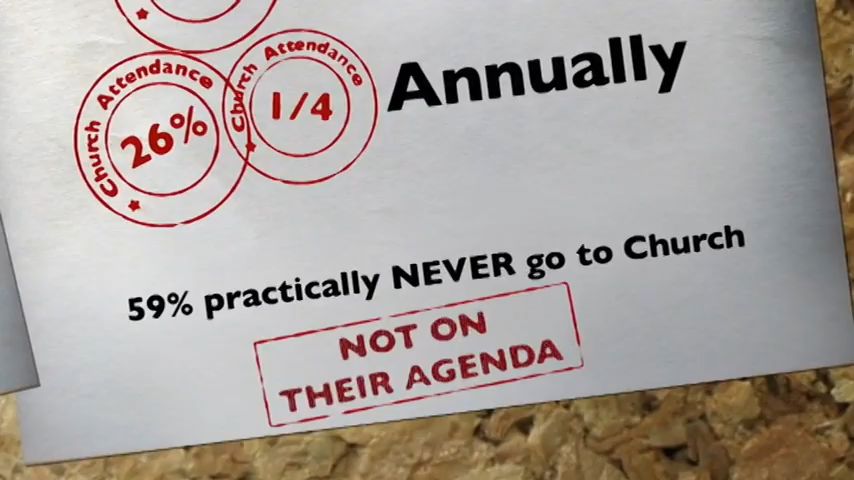 Church Attendance
26%
Church Attendance
1/4
Annually
59% practically NEVER go to Church
NOT ON
THEIR AGENDA